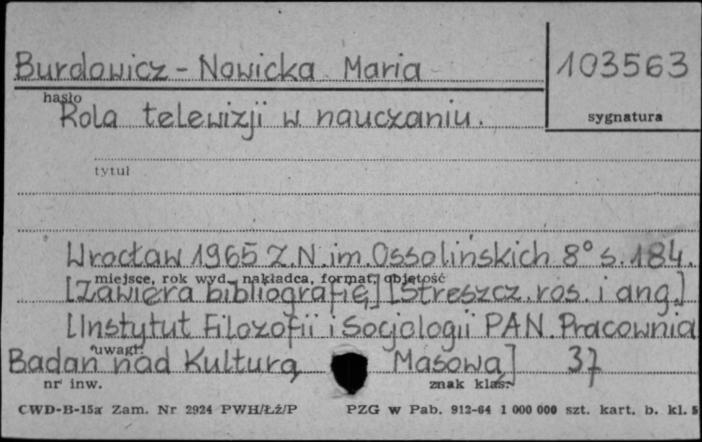 Burdowicz-Nowicka Maria 103563
hasło
Rola telewizji w nauczaniu.
sygnatura
tytuł
Wrocław 1965 Z.N. im. Ossolińskich 8° s. 184.
miejsce, rok wyd., nakładca, format, objętość
[Zawiera bibliografię] [Streszcz. ros. i ang.]
[Instytut Filozofii i Socjologii PAN. Pracownia
uwagi:
Badań nad Kulturą Masową] 37
nr inw. znak klas.
CWD-B-15a Zam. Nr 2924 PWH/Łź/P PZG w Pab. 912-64 1 000 000 szt. kart. b. kl. 5